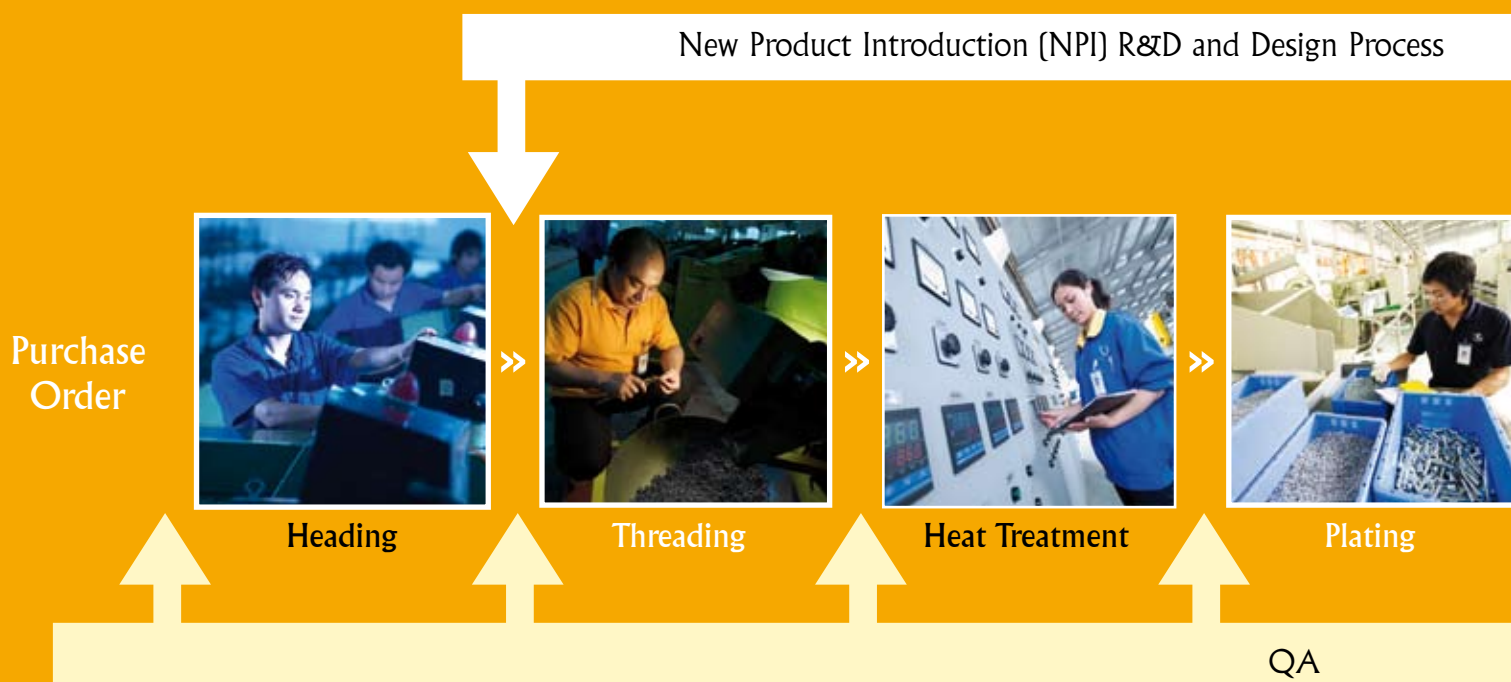 New Product Introduction (NPI) R&D and Design Process
Purchase
Order
»
»
»
Heading
Threading
Heat Treatment
Plating
QA